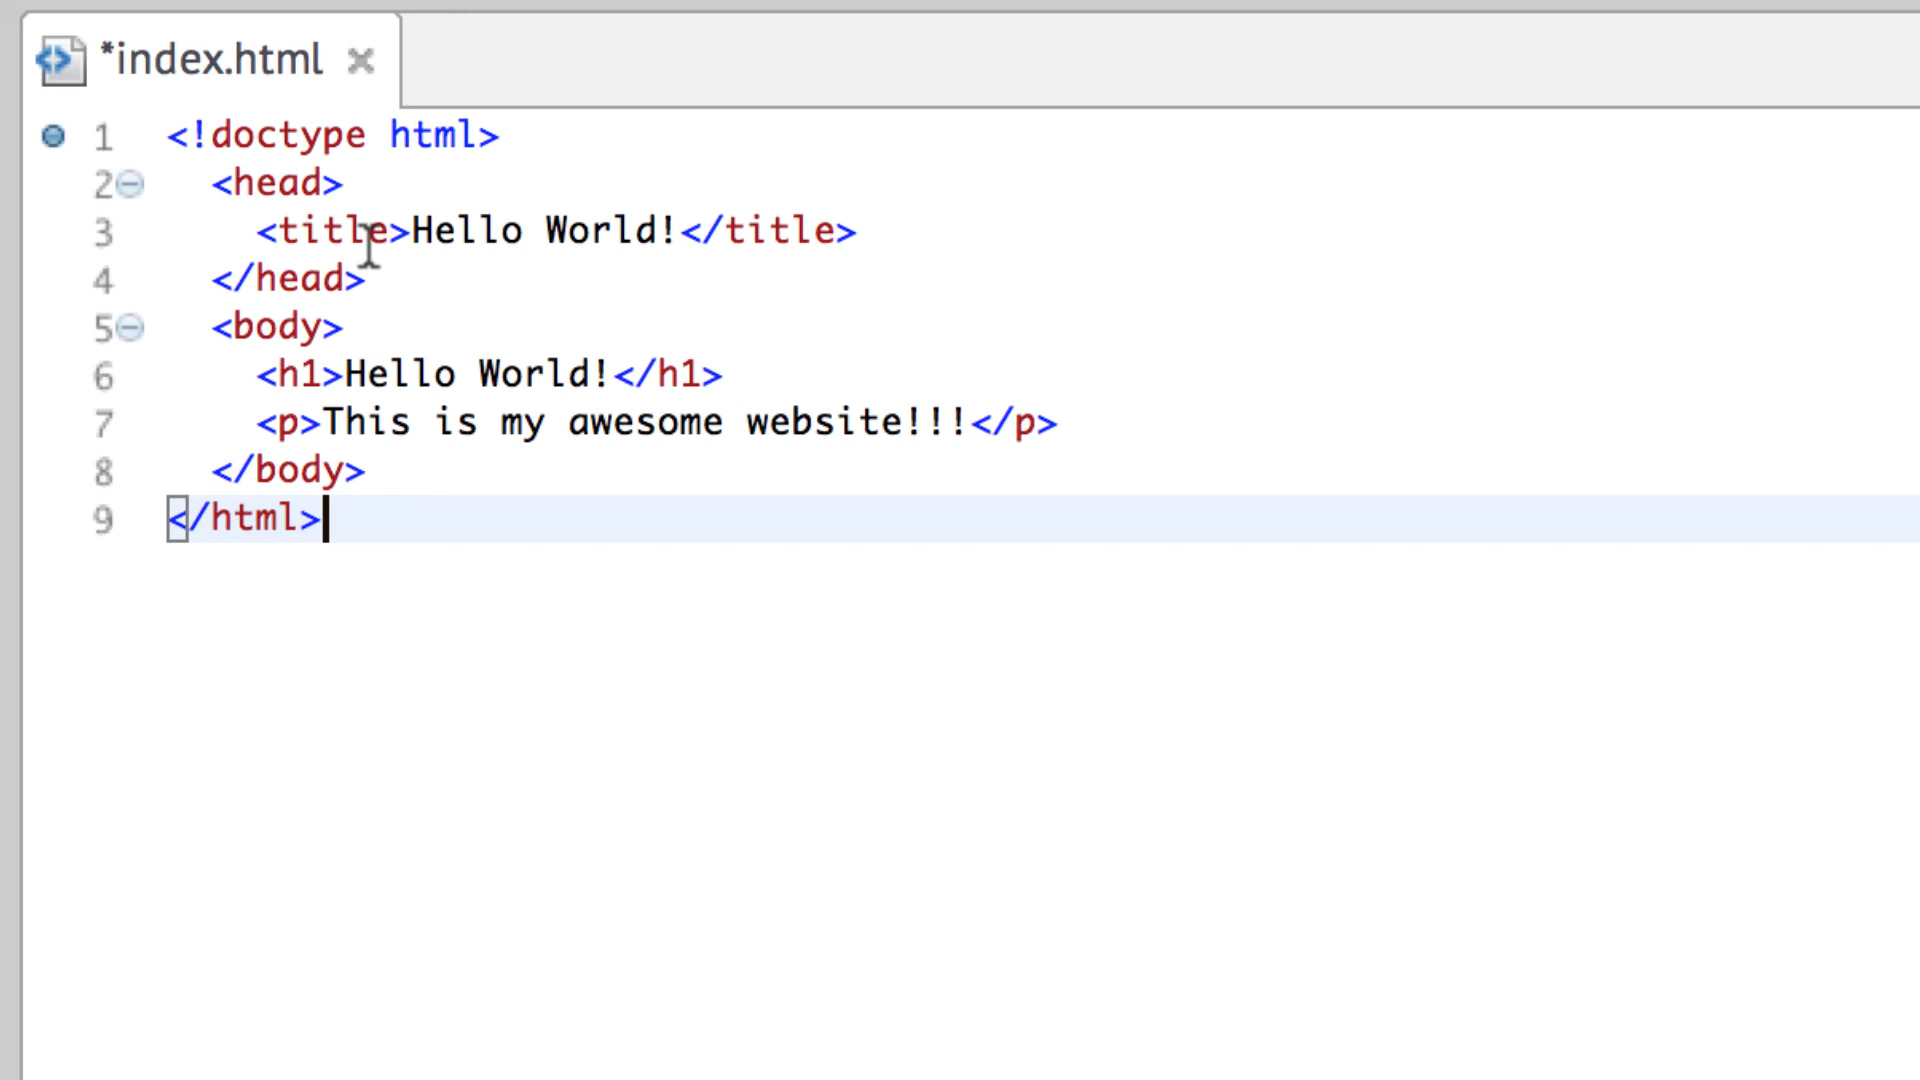 *index.html
1 <!doctype html>
2 <head>
3 <title>Hello World!</title>
4 </head>
5 <body>
6 <h1>Hello World!</h1>
7 <p>This is my awesome website!!!</p>
8 </body>
9 </html>